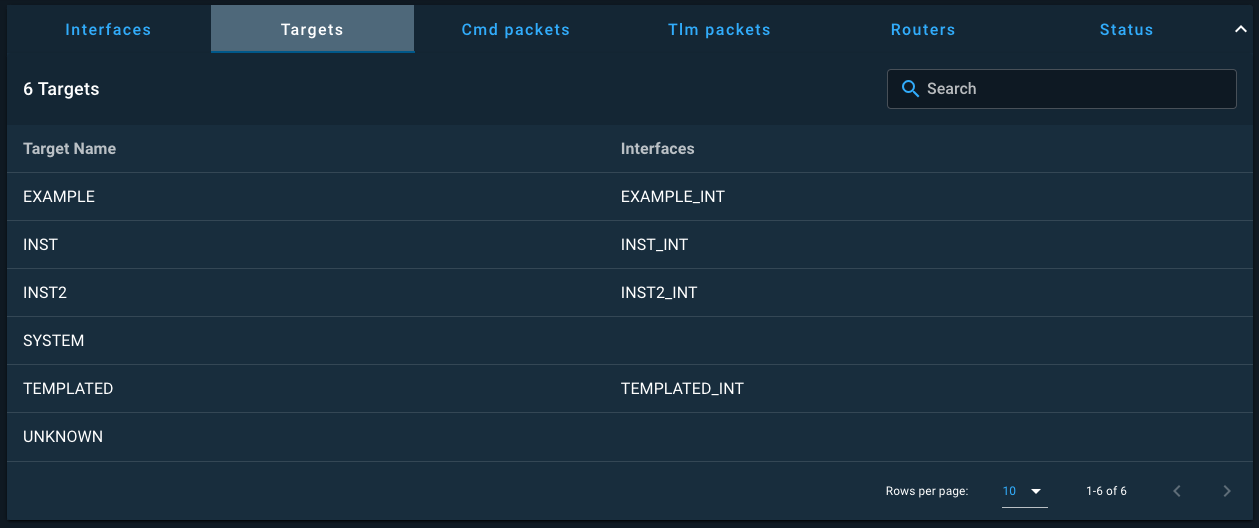 Interfaces Targets Cmd packets Tlm packets Routers Status
6 Targets Search
Target Name Interfaces
EXAMPLE EXAMPLE_INT
INST INST_INT
INST2 INST2_INT
SYSTEM
TEMPLATED TEMPLATED_INT
UNKNOWN
Rows per page: 10 1-6 of 6